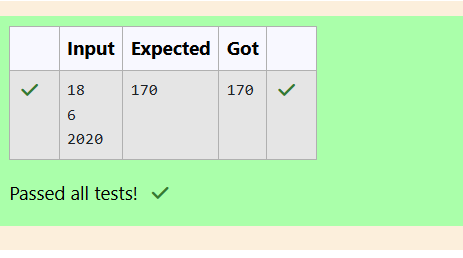 Input Expected Got
18 170 170
6
2020
Passed all tests!